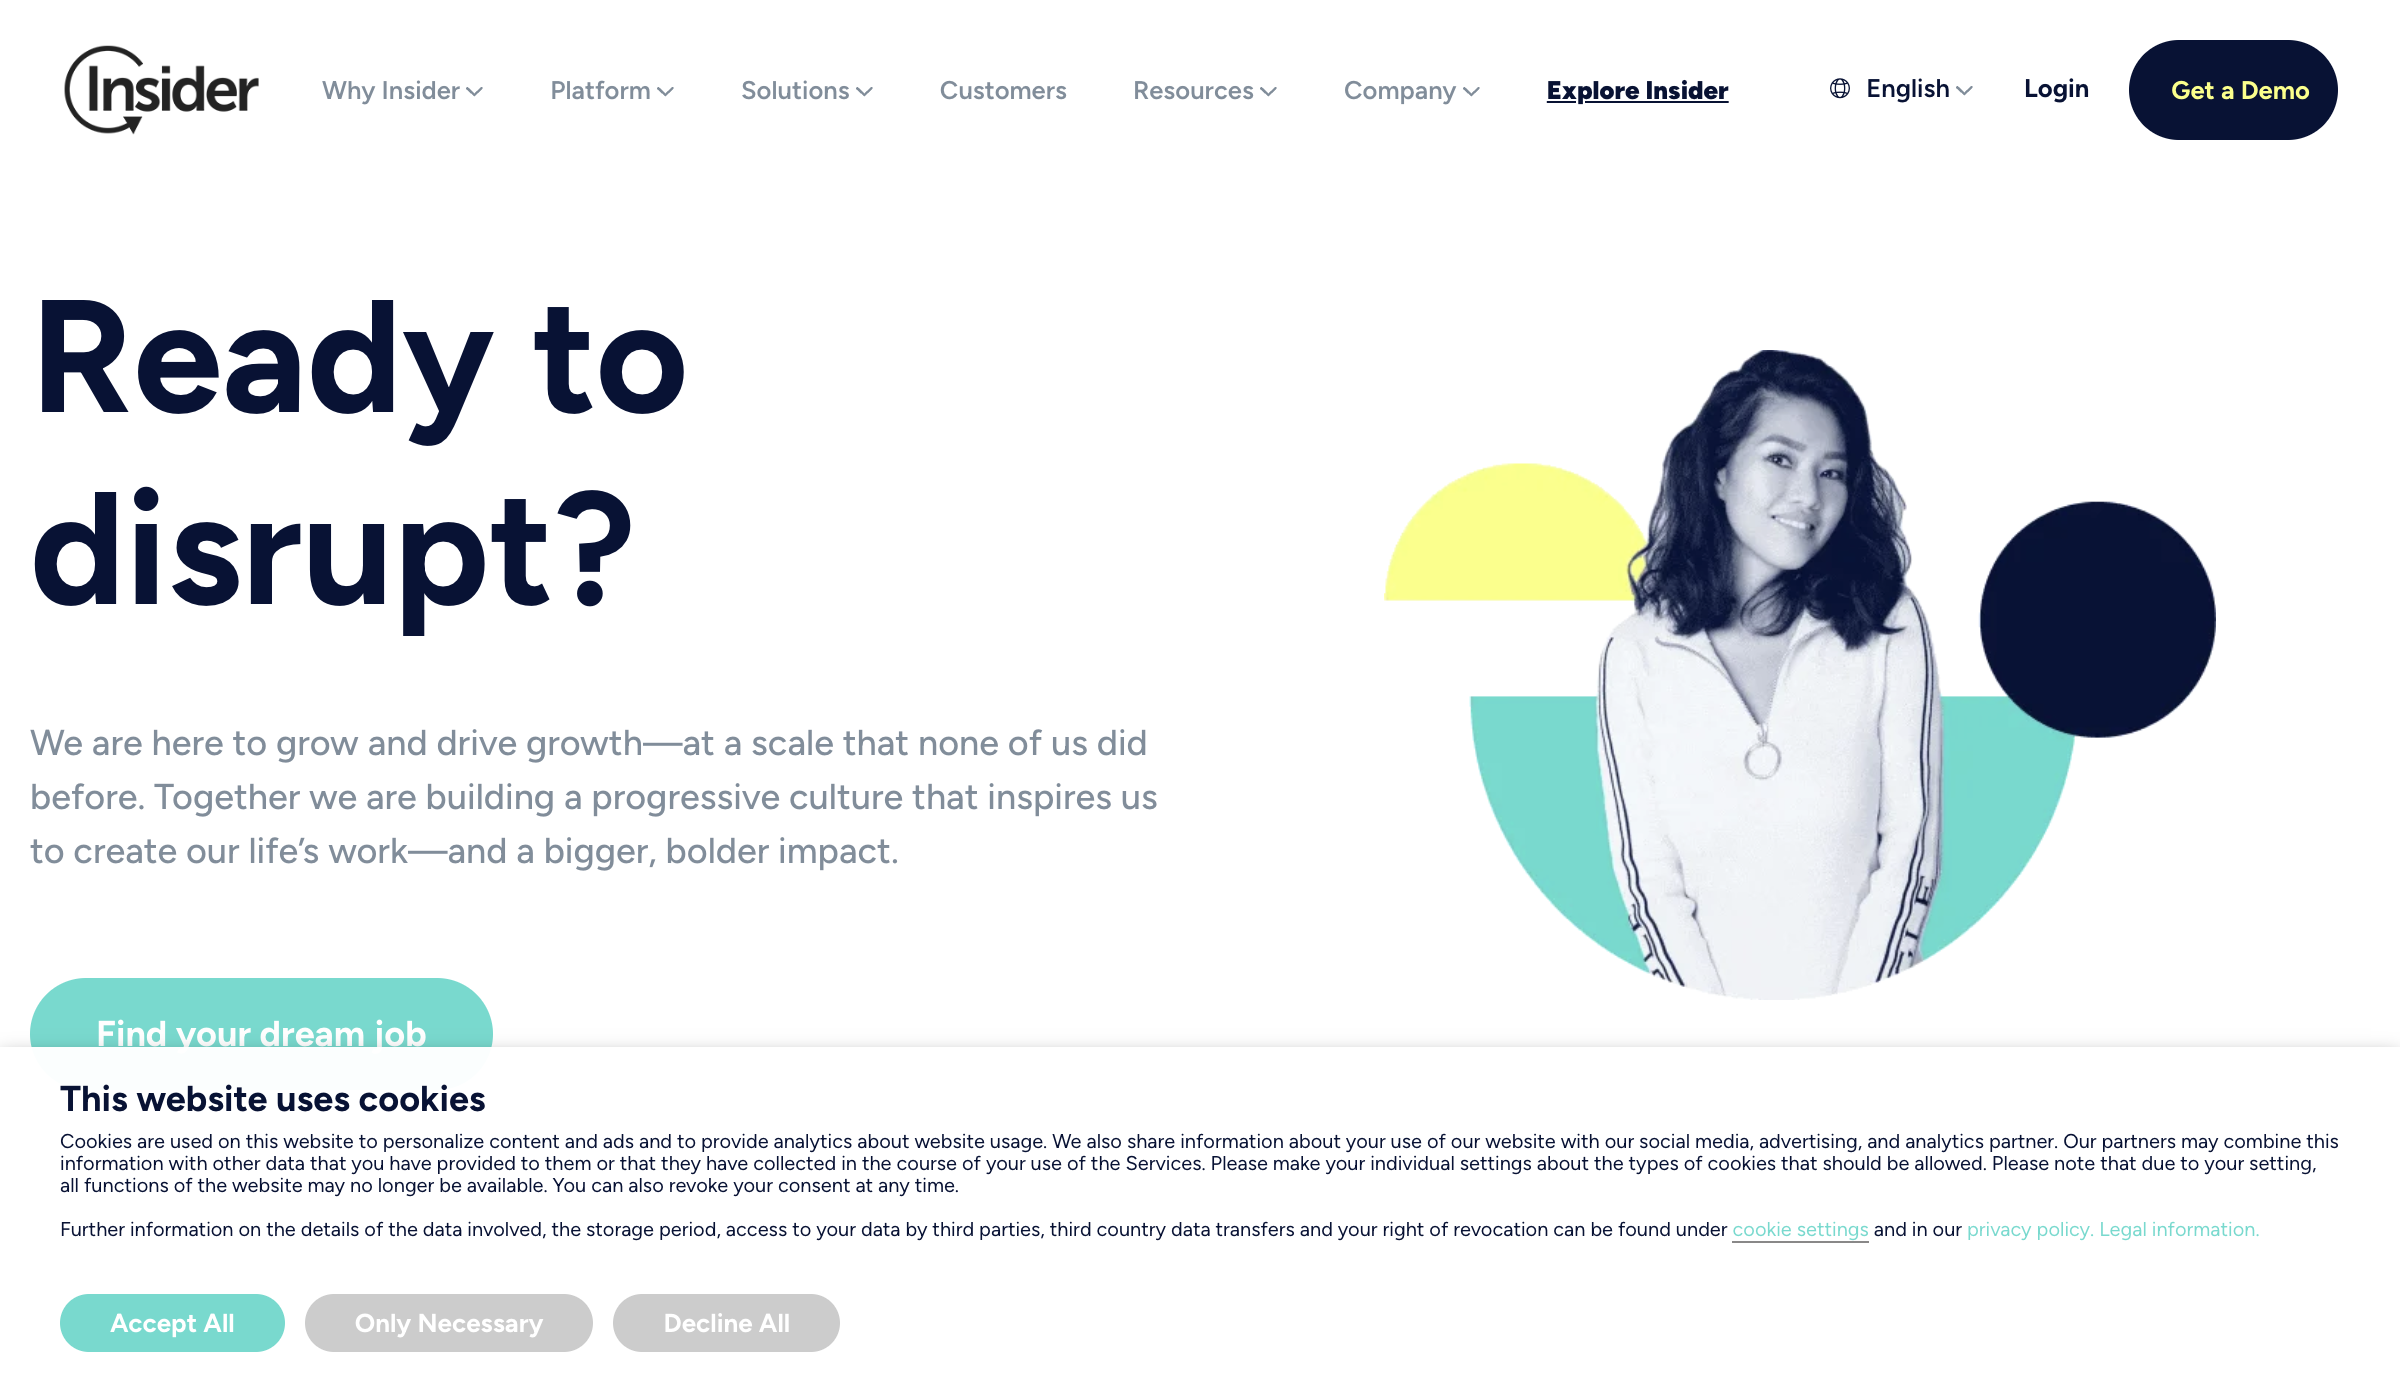 Insider
Why Insider
Platform
Solutions
Customers
Resources
Company
Explore Insider
English
Login
Get a Demo
Ready to
disrupt?
We are here to grow and drive growth—at a scale that none of us did
before. Together we are building a progressive culture that inspires us
to create our life’s work—and a bigger, bolder impact.
Find your dream job
This website uses cookies
Cookies are used on this website to personalize content and ads and to provide analytics about website usage. We also share information about your use of our website with our social media, advertising, and analytics partner. Our partners may combine this
information with other data that you have provided to them or that they have collected in the course of your use of the Services. Please make your individual settings about the types of cookies that should be allowed. Please note that due to your setting,
all functions of the website may no longer be available. You can also revoke your consent at any time.
Further information on the details of the data involved, the storage period, access to your data by third parties, third country data transfers and your right of revocation can be found under cookie settings and in our privacy policy. Legal information.
Accept All
Only Necessary
Decline All